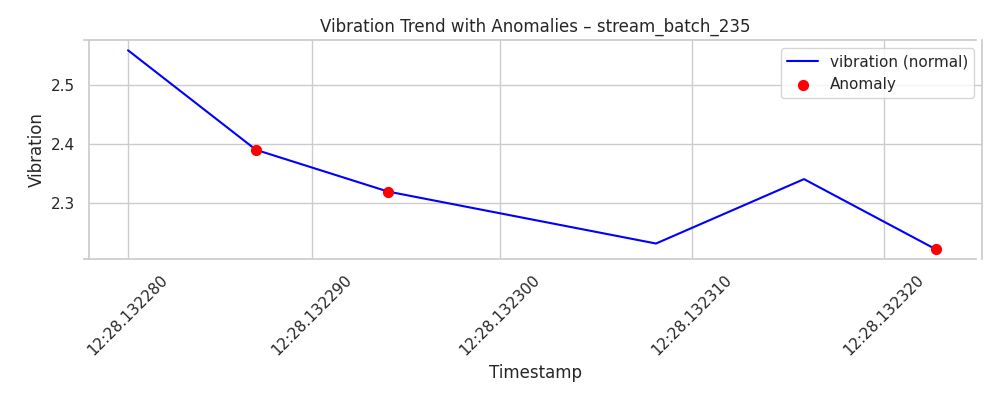 Vibration Trend with Anomalies – stream_batch_235
vibration (normal)
Anomaly
Vibration
2.5
2.4
2.3
12:28.132280
12:28.132290
12:28.132300
12:28.132310
12:28.132320
Timestamp